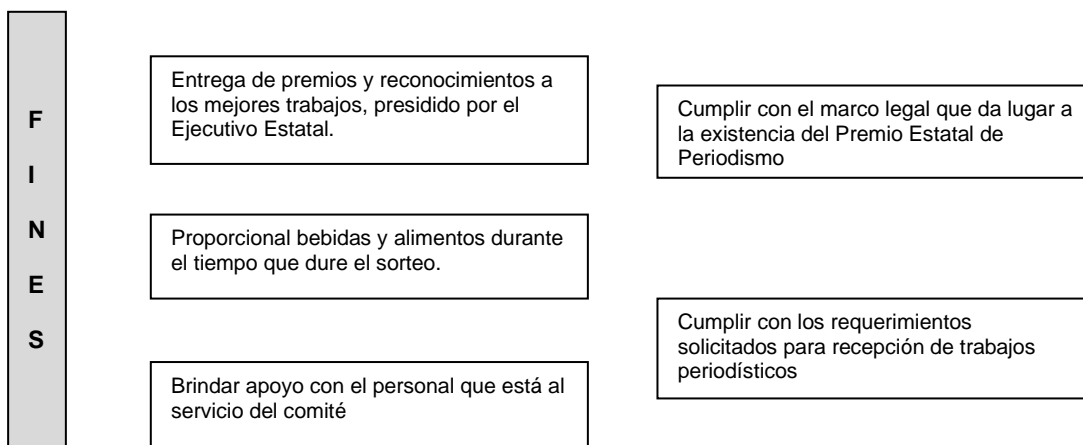 F
I
N
E
S
Entrega de premios y reconocimientos a
los mejores trabajos, presidido por el
Ejecutivo Estatal.
Proporcional bebidas y alimentos durante
el tiempo que dure el sorteo.
Brindar apoyo con el personal que está al
servicio del comité
Cumplir con el marco legal que da lugar a
la existencia del Premio Estatal de
Periodismo
Cumplir con los requerimientos
solicitados para recepción de trabajos
periodísticos